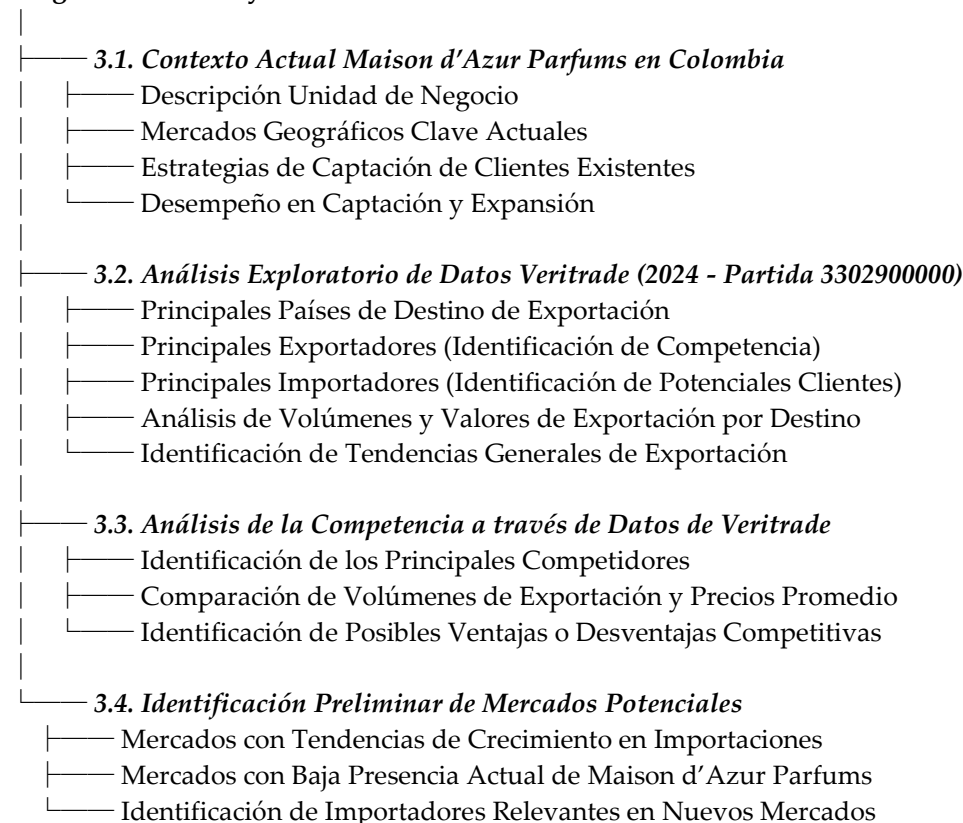 3.1. Contexto Actual Maison d’Azur Parfums en Colombia
Descripción Unidad de Negocio
Mercados Geográficos Clave Actuales
Estrategias de Captación de Clientes Existentes
Desempeño en Captación y Expansión
3.2. Análisis Exploratorio de Datos Veritrade (2024 - Partida 3302900000)
Principales Países de Destino de Exportación
Principales Exportadores (Identificación de Competencia)
Principales Importadores (Identificación de Potenciales Clientes)
Análisis de Volúmenes y Valores de Exportación por Destino
Identificación de Tendencias Generales de Exportación
3.3. Análisis de la Competencia a través de Datos de Veritrade
Identificación de los Principales Competidores
Comparación de Volúmenes de Exportación y Precios Promedio
Identificación de Posibles Ventajas o Desventajas Competitivas
3.4. Identificación Preliminar de Mercados Potenciales
Mercados con Tendencias de Crecimiento en Importaciones
Mercados con Baja Presencia Actual de Maison d’Azur Parfums
Identificación de Importadores Relevantes en Nuevos Mercados